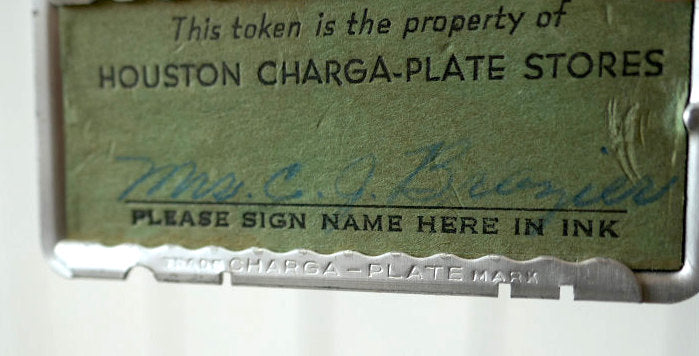 This token is the property of
HOUSTON CHARGA-PLATE STORES
Mrs. C. J. Brazier
PLEASE SIGN NAME HERE IN INK
TRADE CHARGA-PLATE MARK